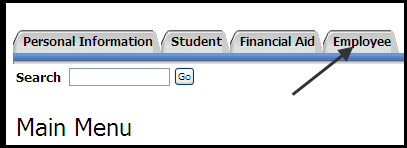 Personal Information Student Financial Aid Employee
Search Go
Main Menu